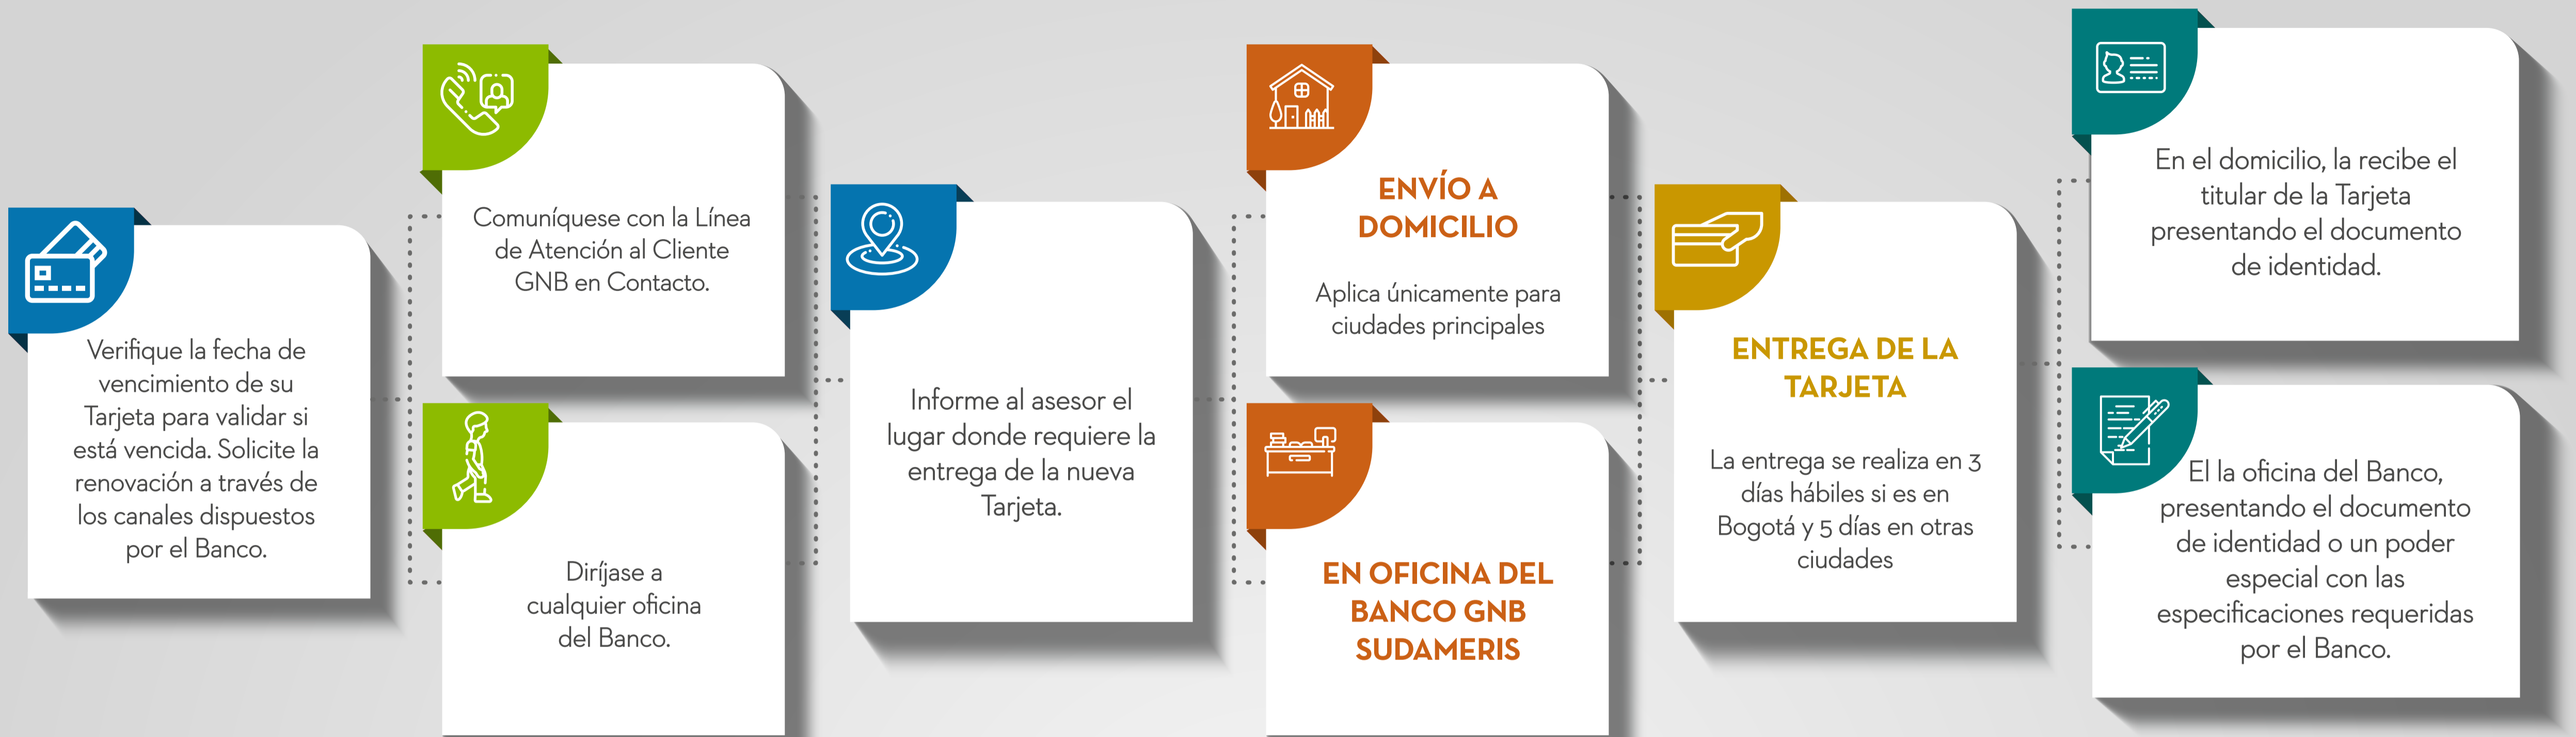 Verifique la fecha de
vencimiento de su
Tarjeta para validar si
está vencida. Solicite la
renovación a través de
los canales dispuestos
por el Banco.
Comuníquese con la Línea
de Atención al Cliente
GNB en Contacto.
Diríjase a
cualquier oficina
del Banco.
Informe al asesor el
lugar donde requiere la
entrega de la nueva
Tarjeta.
ENVÍO A
DOMICILIO
Aplica únicamente para
ciudades principales
EN OFICINA DEL
BANCO GNB
SUDAMERIS
ENTREGA DE LA
TARJETA
La entrega se realiza en 3
días hábiles si es en
Bogotá y 5 días en otras
ciudades
En el domicilio, la recibe el
titular de la Tarjeta
presentando el documento
de identidad.
El la oficina del Banco,
presentando el documento
de identidad o un poder
especial con las
especificaciones requeridas
por el Banco.